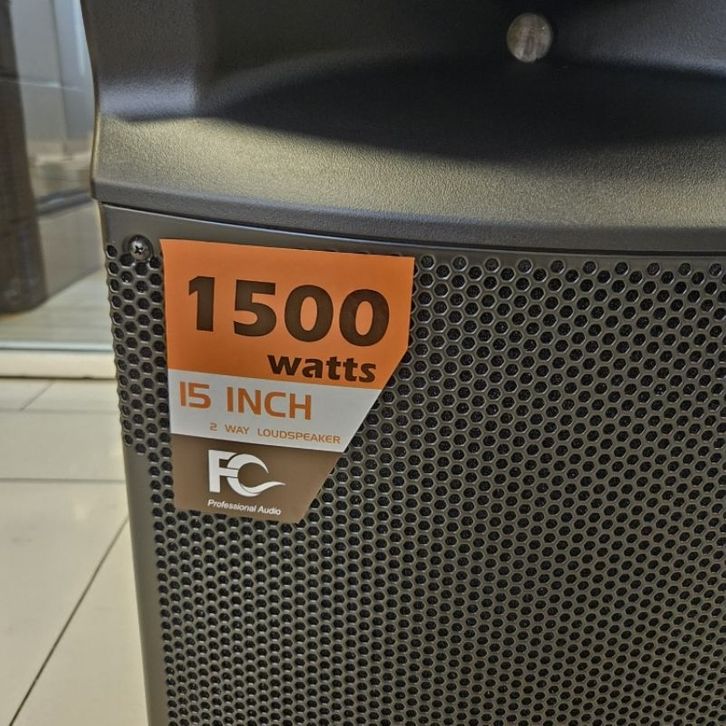 1500
watts
15 INCH
2 WAY LOUDSPEAKER
FC
Professional Audio